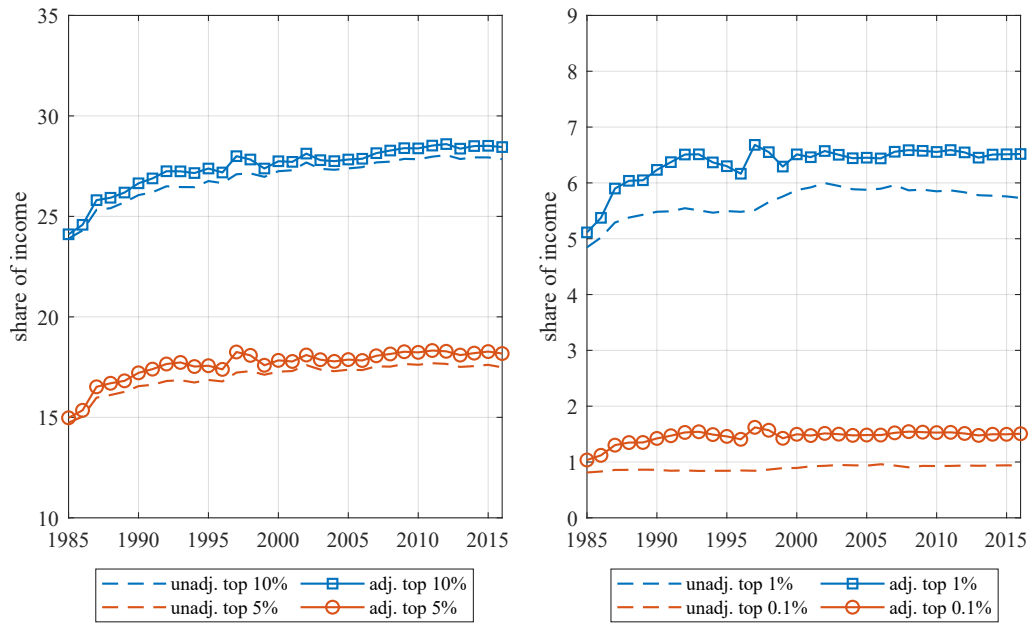 share of income
35
30
25
20
15
10
1985 1990 1995 2000 2005 2010 2015
unadj. top 10% adj. top 10%
unadj. top 5% adj. top 5%
share of income
9
8
7
6
5
4
3
2
1
0
1985 1990 1995 2000 2005 2010 2015
unadj. top 1% adj. top 1%
unadj. top 0.1% adj. top 0.1%